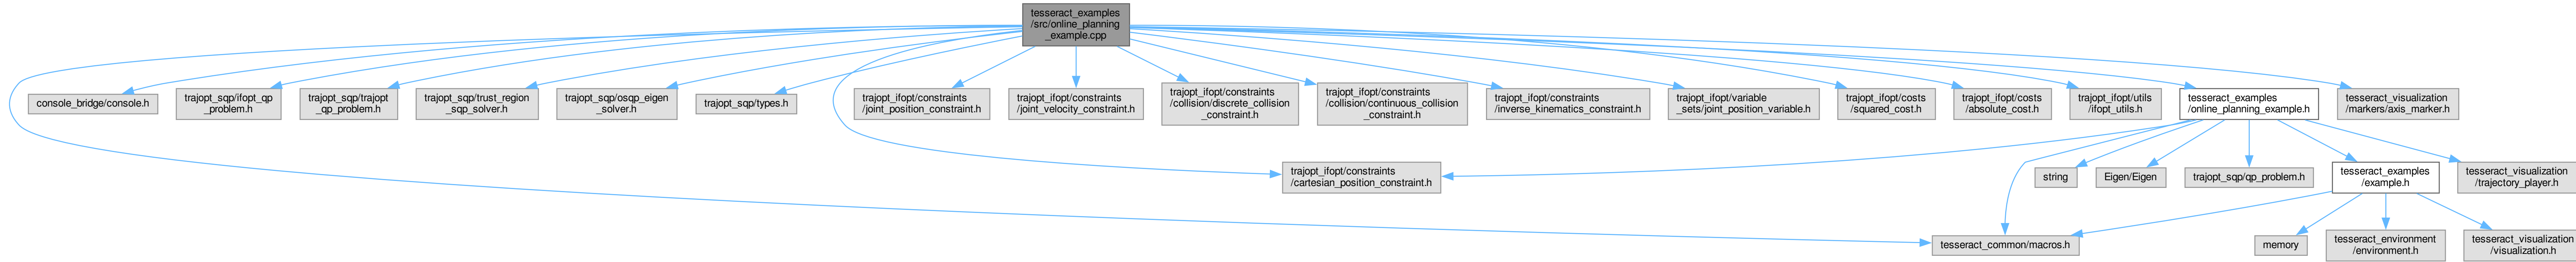 tesseract_examples
/src/online_planning
_example.cpp
console_bridge/console.h
trajopt_sqp/ifopt_qp
_problem.h
trajopt_sqp/trajopt
_qp_problem.h
trajopt_sqp/trust_region
_sqp_solver.h
trajopt_sqp/osqp_eigen
_solver.h
trajopt_sqp/types.h
trajopt_ifopt/constraints
/joint_position_constraint.h
trajopt_ifopt/constraints
/joint_velocity_constraint.h
trajopt_ifopt/constraints
/collision/discrete_collision
_constraint.h
trajopt_ifopt/constraints
/collision/continuous_collision
_constraint.h
trajopt_ifopt/constraints
/inverse_kinematics_constraint.h
trajopt_ifopt/variable
_sets/joint_position_variable.h
trajopt_ifopt/costs
/squared_cost.h
trajopt_ifopt/costs
/absolute_cost.h
trajopt_ifopt/utils
/ifopt_utils.h
tesseract_examples
/online_planning_example.h
tesseract_visualization
/markers/axis_marker.h
trajopt_ifopt/constraints
/cartesian_position_constraint.h
string
Eigen/Eigen
trajopt_sqp/qp_problem.h
tesseract_examples
/example.h
tesseract_visualization
/trajectory_player.h
tesseract_common/macros.h
memory
tesseract_environment
/environment.h
tesseract_visualization
/visualization.h